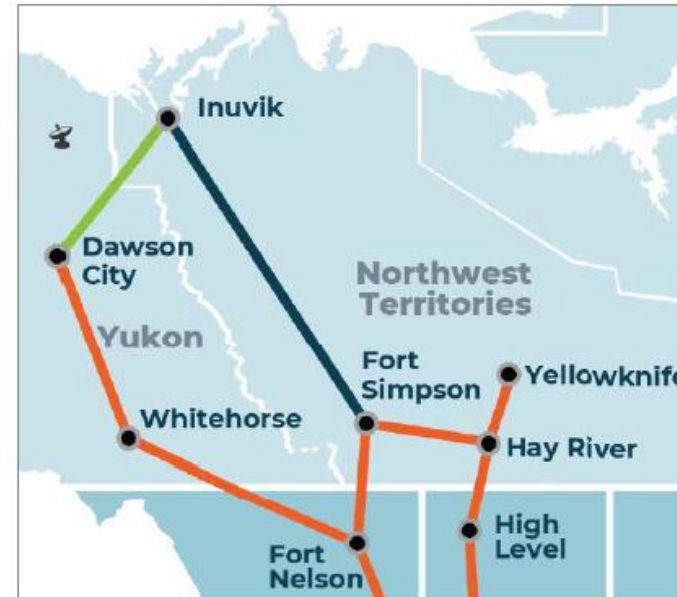 Inuvik
Dawson
City
Northwest
Territories
Yukon
Fort
Simpson
Yellowknife
Whitehorse
Hay River
High
Level
Fort
Nelson